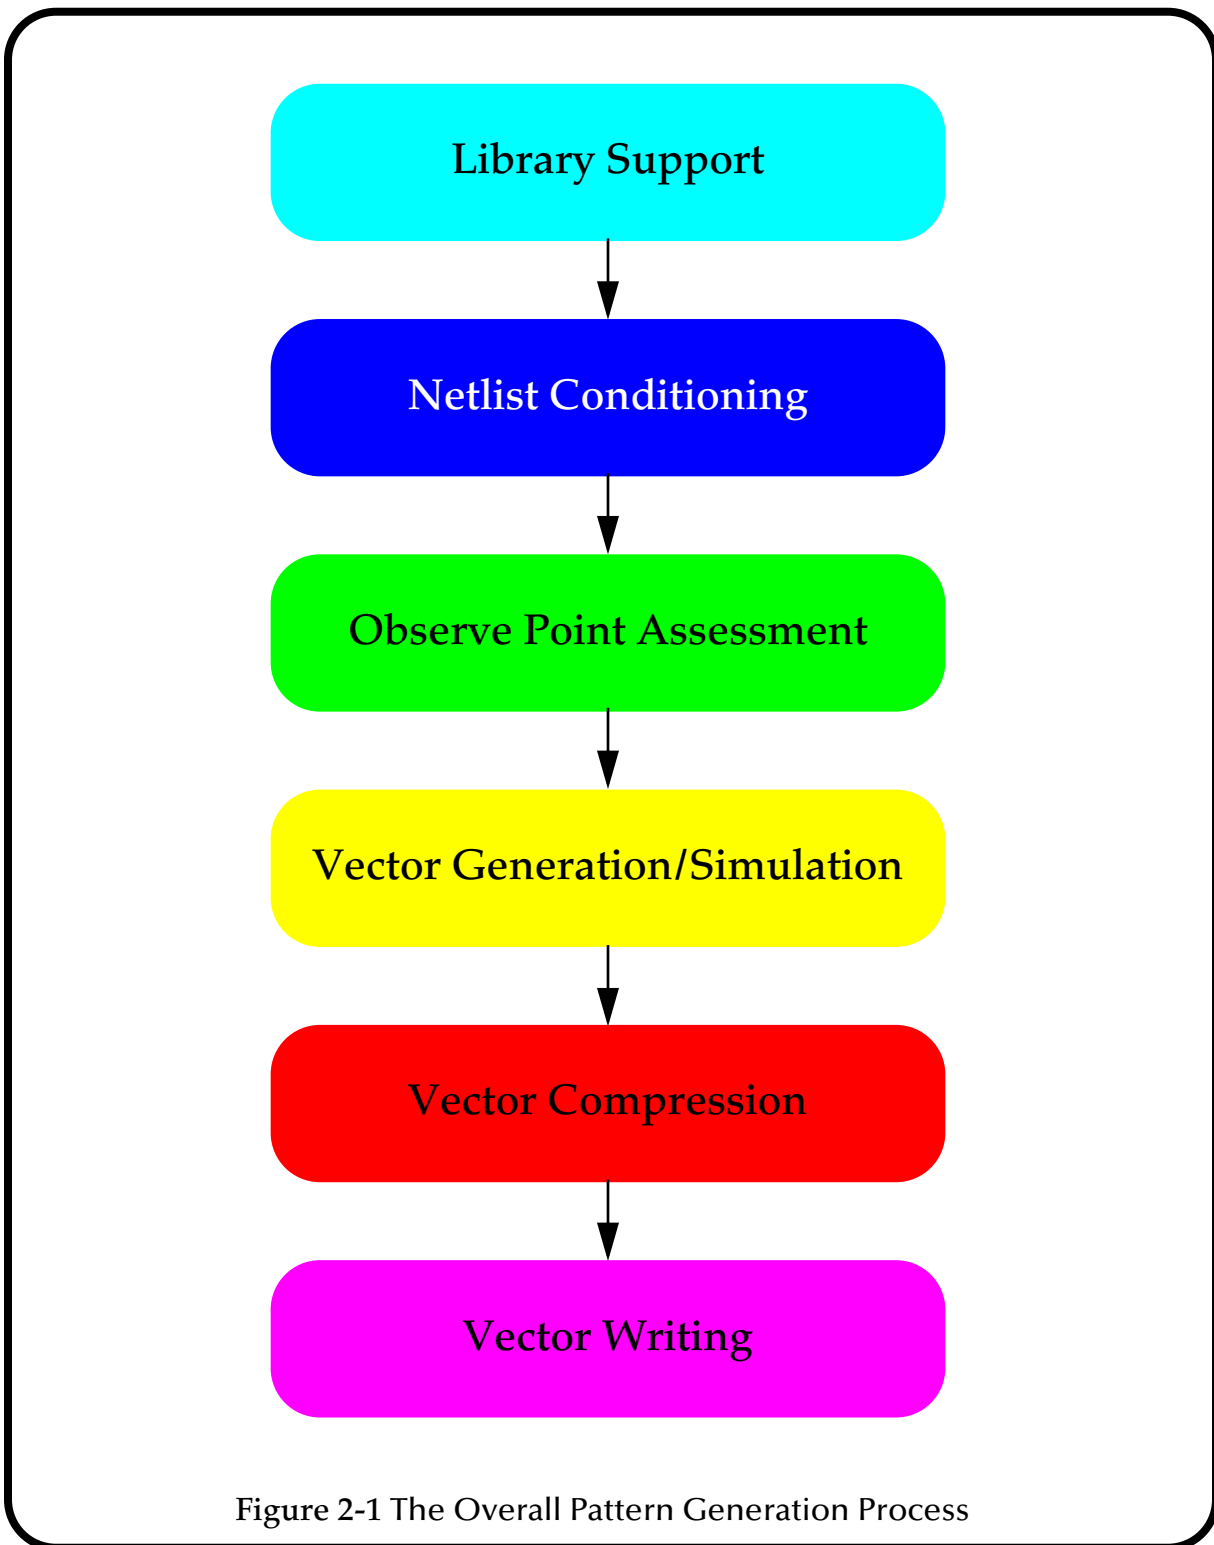 Library Support
Netlist Conditioning
Observe Point Assessment
Vector Generation/Simulation
Vector Compression
Vector Writing
Figure 2-1 The Overall Pattern Generation Process